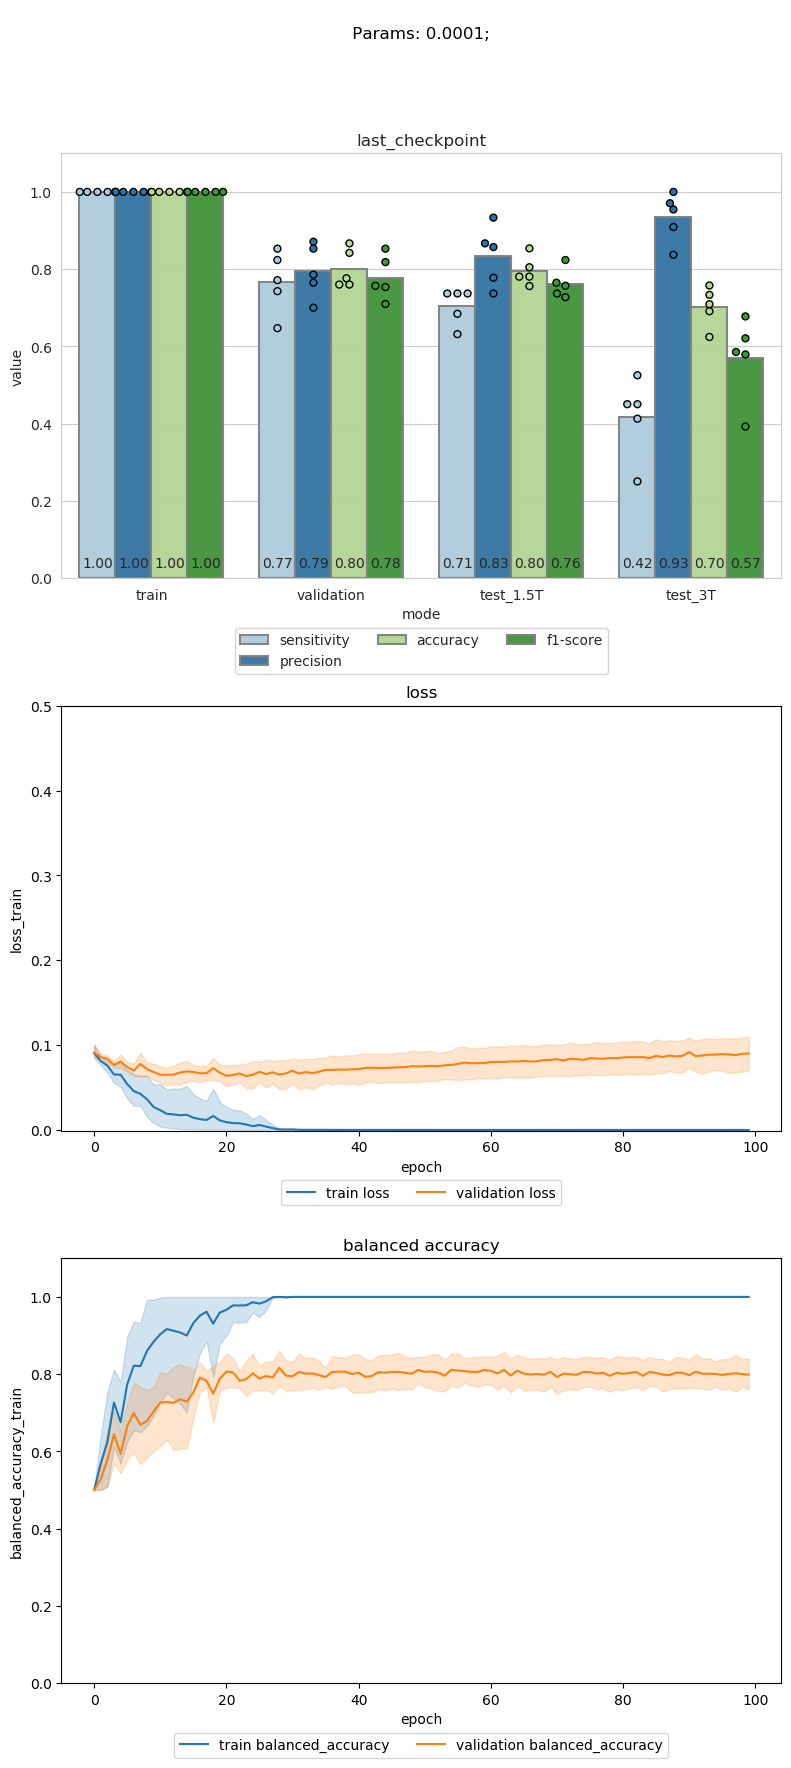 Params: 0.0001;
last_checkpoint
value
1.0
0.8
0.6
0.4
0.2
0.0
1.00 1.00 1.00 1.00 0.77 0.79 0.80 0.78 0.71 0.83 0.80 0.76 0.42 0.93 0.70 0.57
train validation test_1.5T test_3T
mode
sensitivity accuracy f1-score
precision
loss
loss_train
0.5
0.4
0.3
0.2
0.1
0.0
0 20 40 60 80 100
epoch
train loss validation loss
balanced accuracy
balanced_accuracy_train
1.0
0.8
0.6
0.4
0.2
0.0
0 20 40 60 80 100
epoch
train balanced_accuracy validation balanced_accuracy